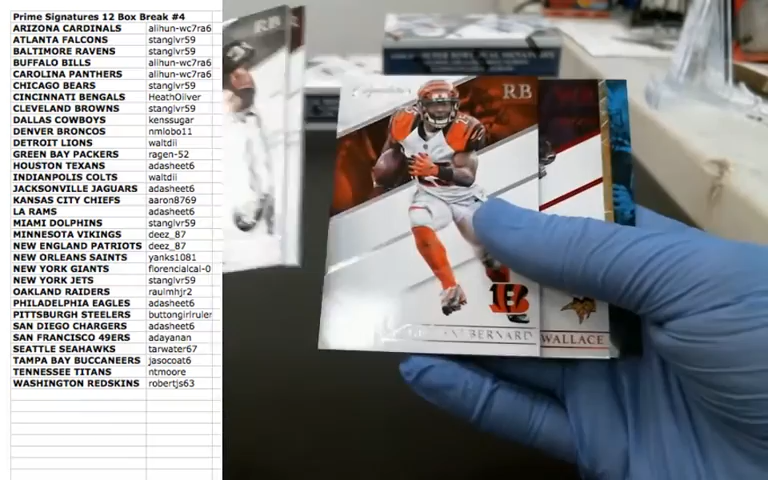 Prime Signatures 12 Box Break #4
ARIZONA CARDINALS alihun-wc7ra6
ATLANTA FALCONS stanglvr59
BALTIMORE RAVENS stanglvr59
BUFFALO BILLS alihun-wc7ra6
CAROLINA PANTHERS alihun-wc7ra6
CHICAGO BEARS stanglvr59
CINCINNATI BENGALS HeathOliver
CLEVELAND BROWNS stanglvr59
DALLAS COWBOYS kenssugar
DENVER BRONCOS nmlobo11
DETROIT LIONS waltdii
GREEN BAY PACKERS ragen-52
HOUSTON TEXANS adasheet6
INDIANPOLIS COLTS waltdii
JACKSONVILLE JAGUARS adasheet6
KANSAS CITY CHIEFS aaron8769
LA RAMS adasheet6
MIAMI DOLPHINS stanglvr59
MINNESOTA VIKINGS deez_87
NEW ENGLAND PATRIOTS deez_87
NEW ORLEANS SAINTS yanks1081
NEW YORK GIANTS florencialcal-0
NEW YORK JETS stanglvr59
OAKLAND RAIDERS raulmhjr2
PHILADELPHIA EAGLES adasheet6
PITTSBURGH STEELERS buttongirlruler
SAN DIEGO CHARGERS adasheet6
SAN FRANCISCO 49ERS adayanan
SEATTLE SEAHAWKS tarwater67
TAMPA BAY BUCCANEERS jasocoat6
TENNESSEE TITANS ntmoore
WASHINGTON REDSKINS robertjs63
RB
RB
BERNARD
WALLACE